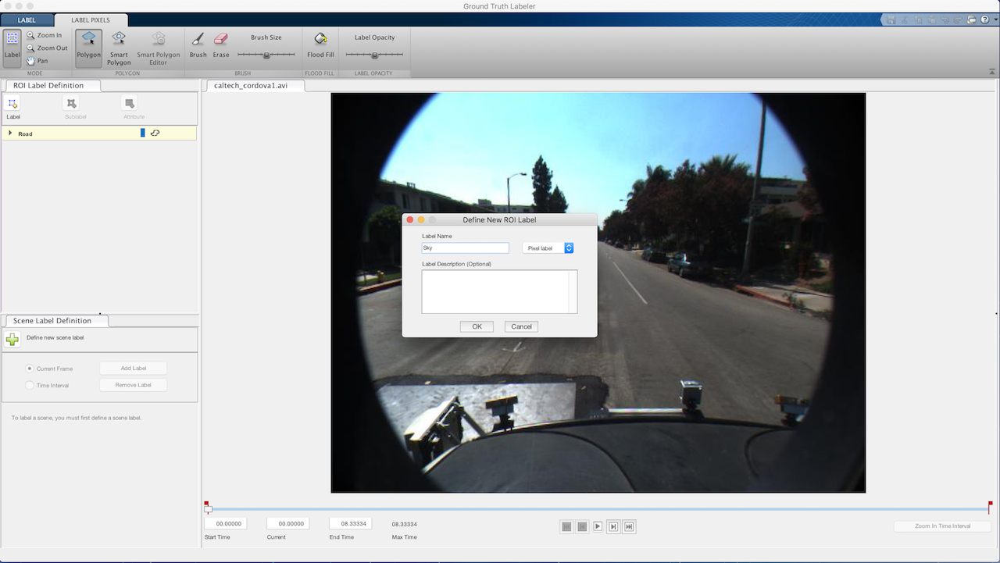 Ground Truth Labeler
LABEL
LABEL PIXELS
Label
Zoom In
Zoom Out
Pan
MODE
Polygon
Smart Polygon
Smart Polygon Editor
POLYGON
Brush
Erase
Brush Size
BRUSH
Flood Fill
FLOOD FILL
Label Opacity
LABEL OPACITY
ROI Label Definition
Label
Sublabel
Attribute
Road
Scene Label Definition
Define new scene label
Current Frame
Add Label
Time Interval
Remove Label
To label a scene, you must first define a scene label.
caltech_cordova1.avi
Define New ROI Label
Label Name
Sky
Pixel label
Label Description (Optional)
OK
Cancel
00.00000
00.00000
08.33334
08.33334
Start Time
Current
End Time
Max Time
Zoom In Time Interval